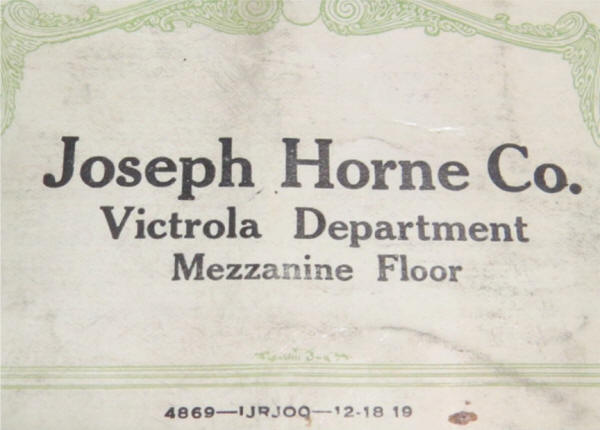 Joseph Horne Co.
Victrola Department
Mezzanine Floor
4869—IJRJOQ—12-18 19